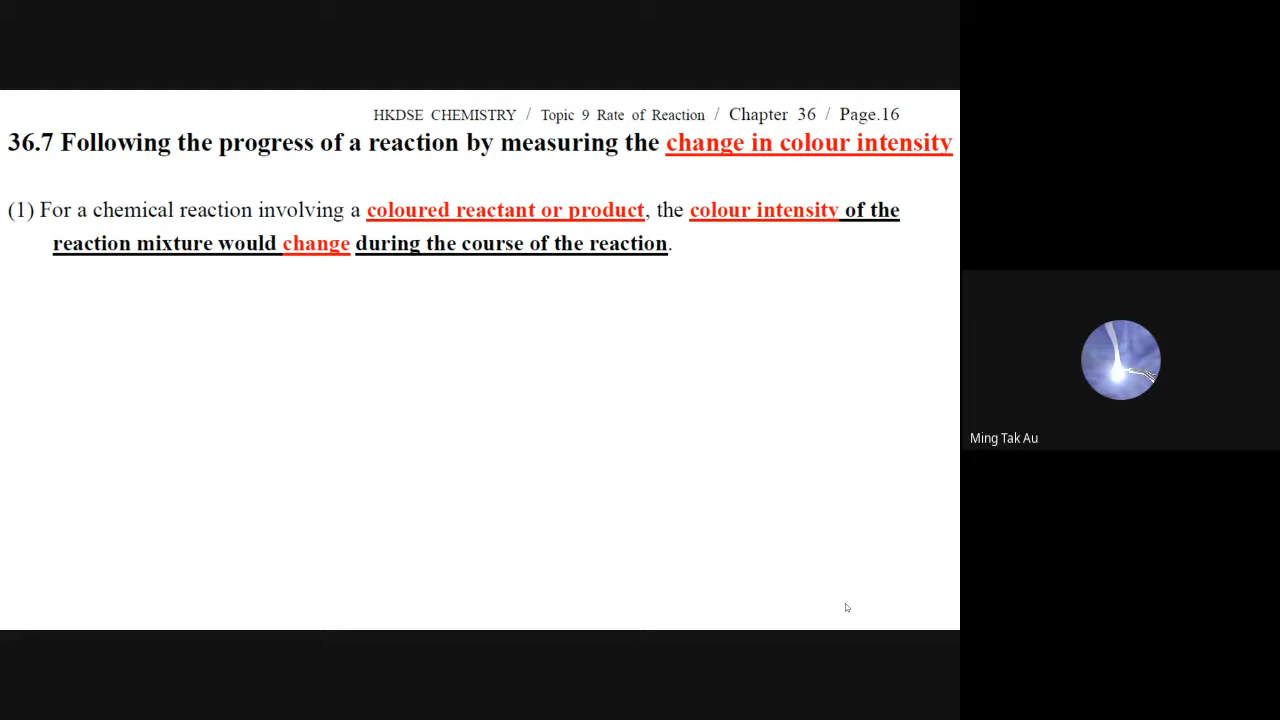 HKDSE CHEMISTRY / Topic 9 Rate of Reaction / Chapter 36 / Page.16
36.7 Following the progress of a reaction by measuring the change in colour intensity
(1) For a chemical reaction involving a coloured reactant or product, the colour intensity of the
reaction mixture would change during the course of the reaction.
Ming Tak Au